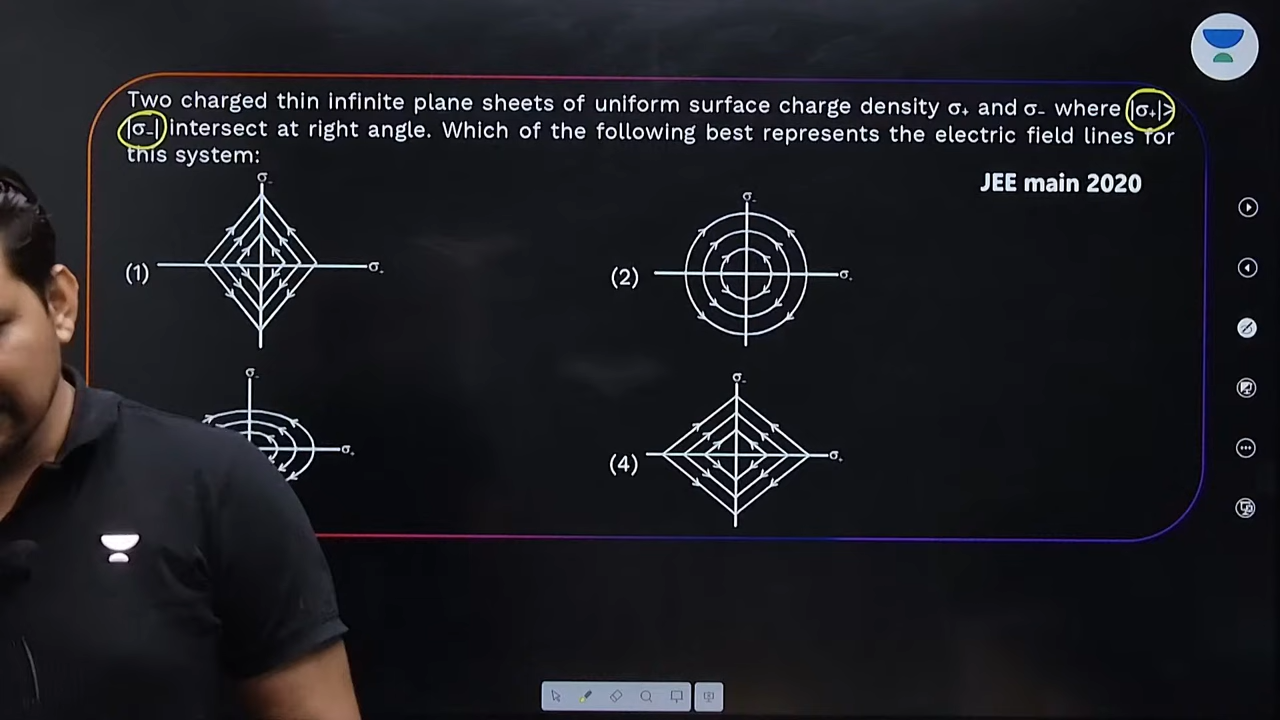 Two charged thin infinite plane sheets of uniform surface charge density σ₊ and σ₋ where |σ₊|>
|σ₋| intersect at right angle. Which of the following best represents the electric field lines for
this system:
JEE main 2020
σ₋
(1)
σ₋
σ₋
(2)
σ₋
σ₋
σ₊
σ₋
(4)
σ₊